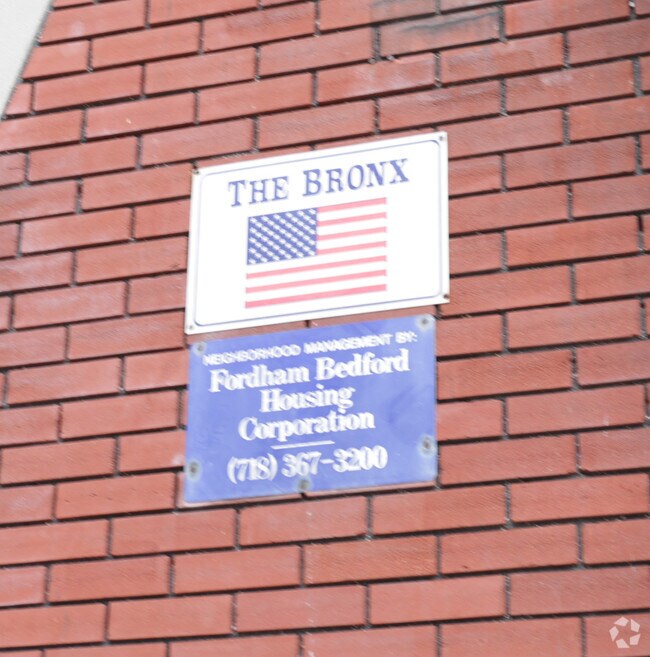 THE BRONX
NEIGHBORHOOD MANAGEMENT BY:
Fordham Bedford
Housing
Corporation
(718) 367-3200